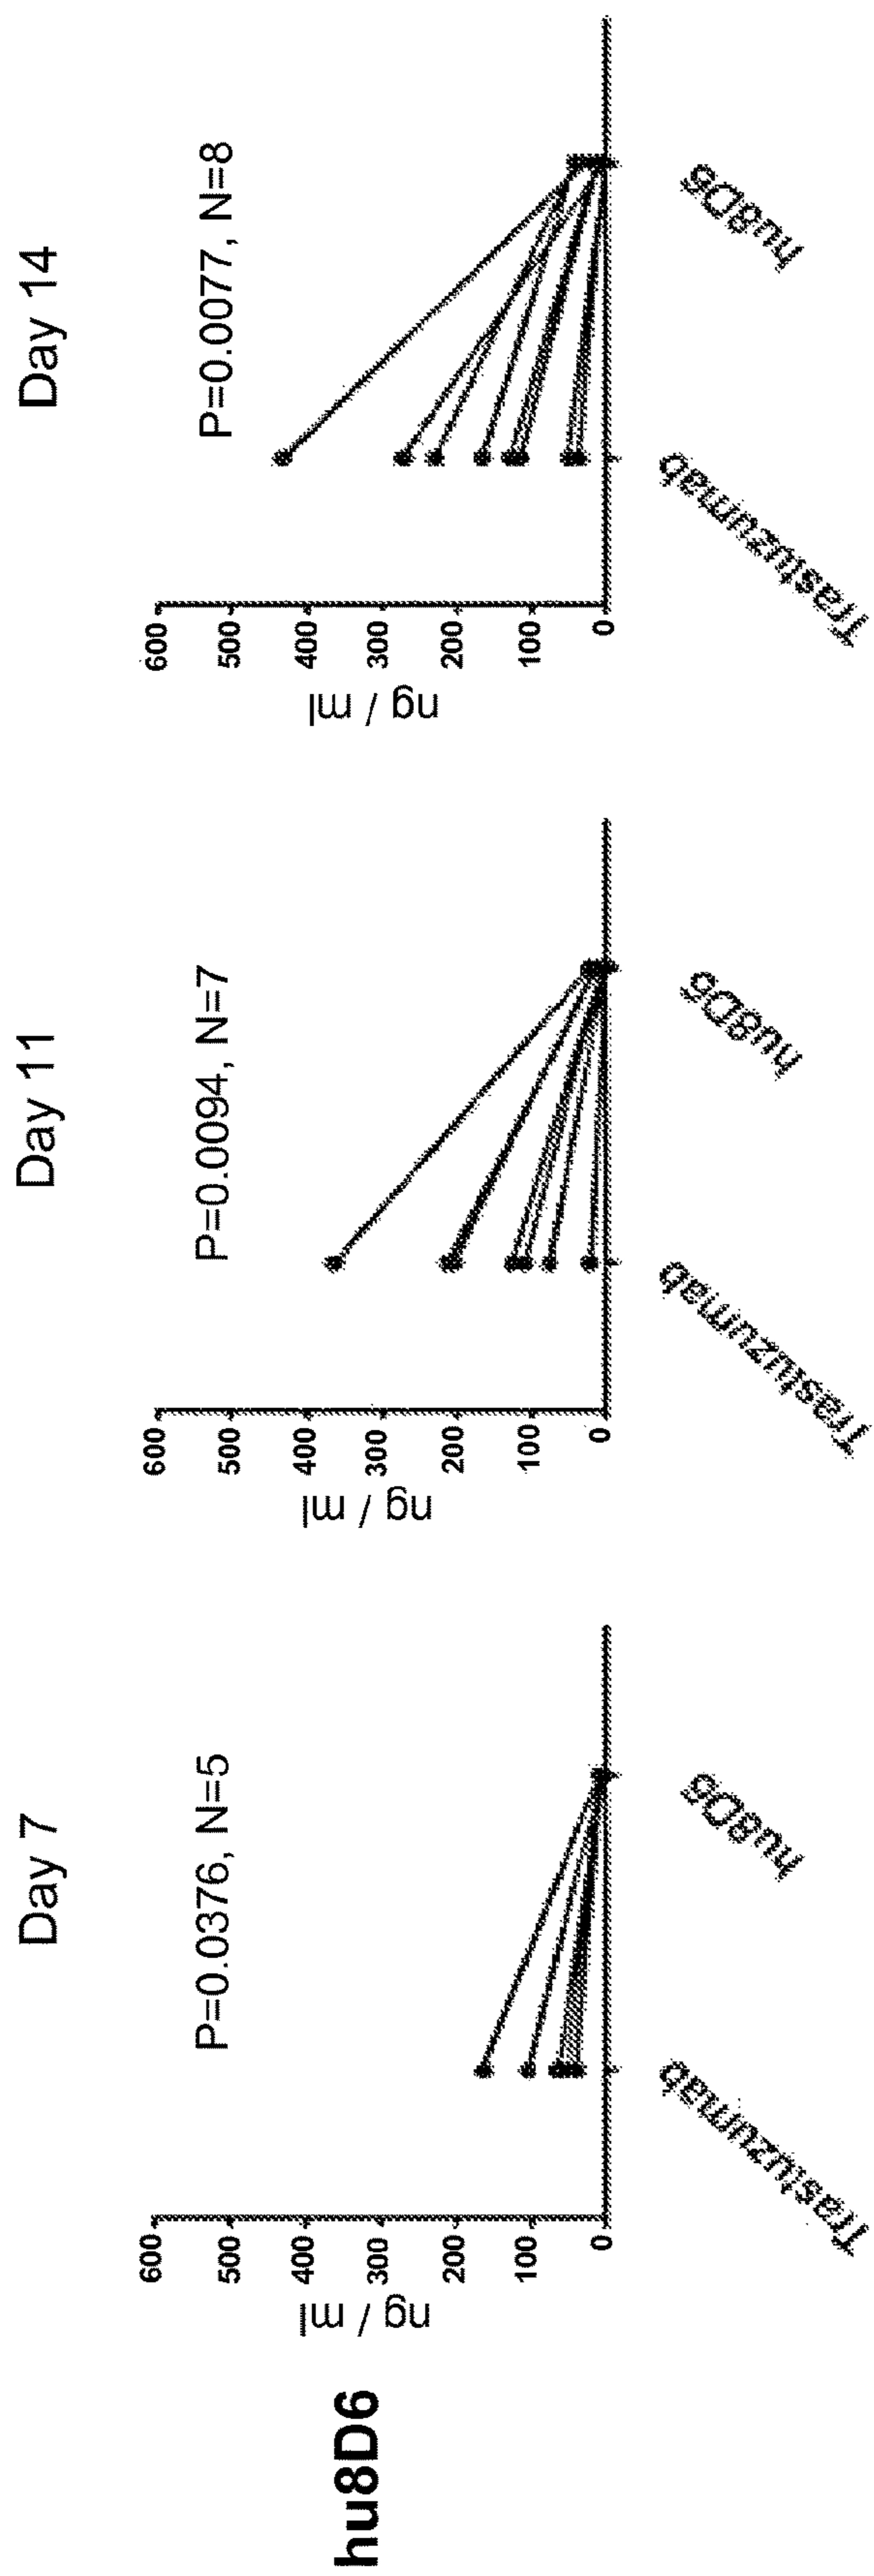 hu8D6
Day 7
P=0.0376, N=5
ng / ml
600
500
400
300
200
100
0
Trastuzumab
hu8D6
Day 11
P=0.0094, N=7
ng / ml
600
500
400
300
200
100
0
Trastuzumab
hu8D6
Day 14
P=0.0077, N=8
ng / ml
600
500
400
300
200
100
0
Trastuzumab
hu8D6